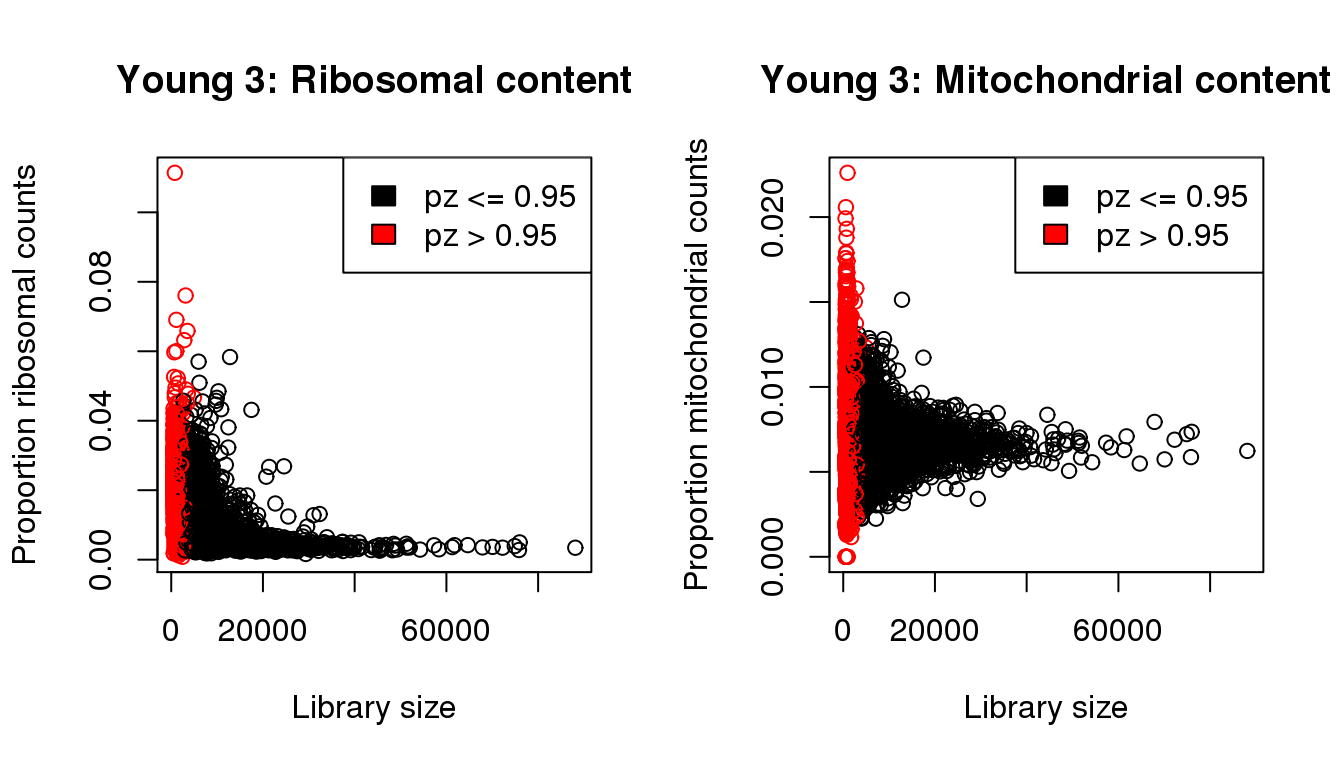 Young 3: Ribosomal content
Proportion ribosomal counts
0.00
0.04
0.08
pz <= 0.95
pz > 0.95
0
20000
60000
Library size
Young 3: Mitochondrial content
Proportion mitochondrial counts
0.000
0.010
0.020
pz <= 0.95
pz > 0.95
0
20000
60000
Library size